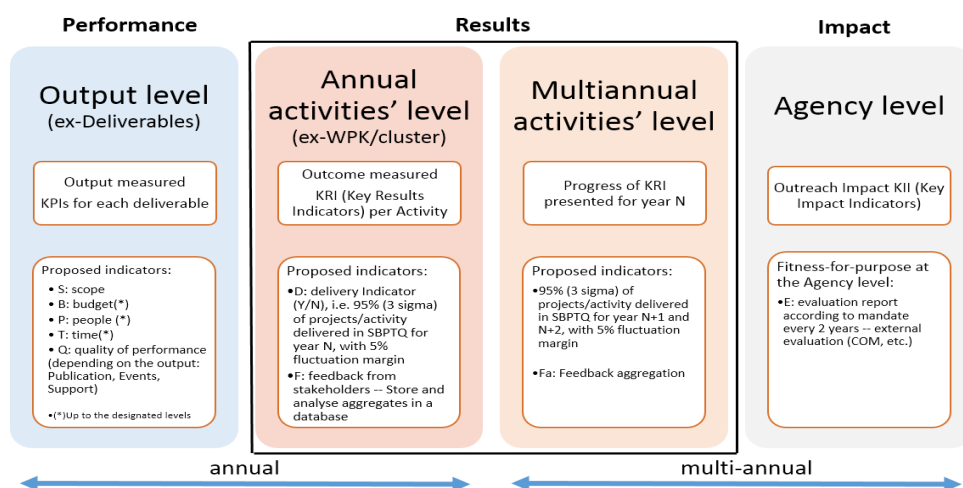 Performance
Results
Impact
Output level
(ex-Deliverables)
Output measured
KPIs for each deliverable
Proposed indicators:
• S: scope
• B: budget(*)
• P: people (*)
• T: time(*)
• Q: quality of performance
(depending on the output:
Publication, Events,
Support)
•(*)Up to the designated levels
Annual
activities’ level
(ex-WPK/cluster)
Outcome measured
KRI (Key Results
Indicators) per Activity
Proposed indicators:
•D: delivery Indicator
(Y/N), i.e. 95% (3 sigma)
of projects/activity
delivered in SBPTQ for
year N, with 5%
fluctuation margin
•F: feedback from
stakeholders -- Store and
analyse aggregates in a
database
Multiannual
activities’ level
Progress of KRI
presented for year N
Proposed indicators:
•95% (3 sigma) of
projects/activity delivered
in SBPTQ for year N+1 and
N+2, with 5% fluctuation
margin
•Fa: Feedback aggregation
Agency level
Outreach Impact KII (Key
Impact Indicators)
Fitness-for-purpose at
the Agency level:
•E: evaluation report
according to mandate
every 2 years -- external
evaluation (COM, etc.)
annual
multi-annual